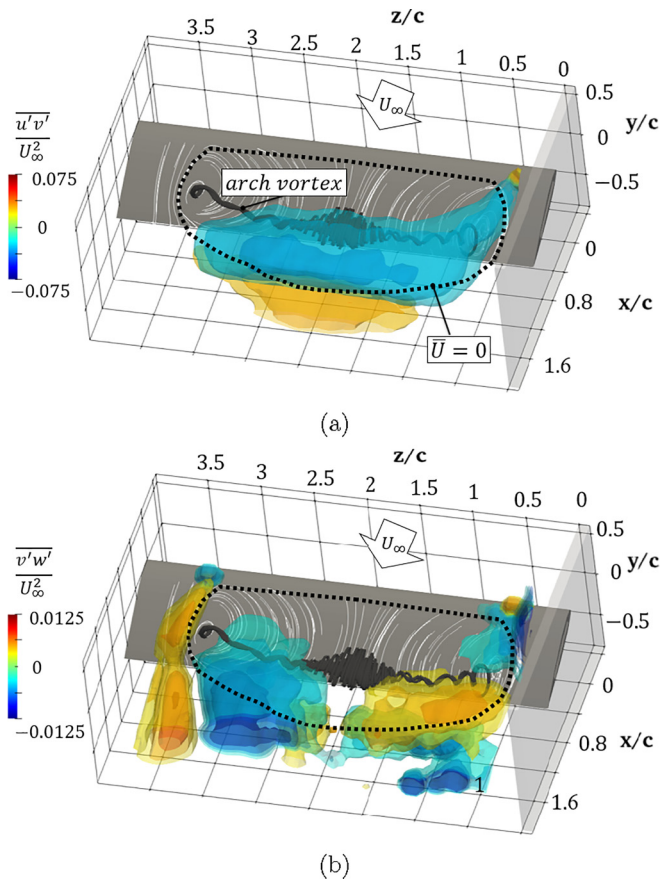 z/c
3.5 3 2.5 2 1.5 1 0.5 0
0.5
y/c
0
−0.5
U∞
u′v′
U∞²
0.075
0
−0.075
arch vortex
0
0.8
x/c
U = 0
1.6
(a)
z/c
3.5 3 2.5 2 1.5 1 0.5 0
0.5
y/c
0
−0.5
U∞
v′w′
U∞²
0.0125
0
−0.0125
0
0.8
x/c
1
1.6
(b)